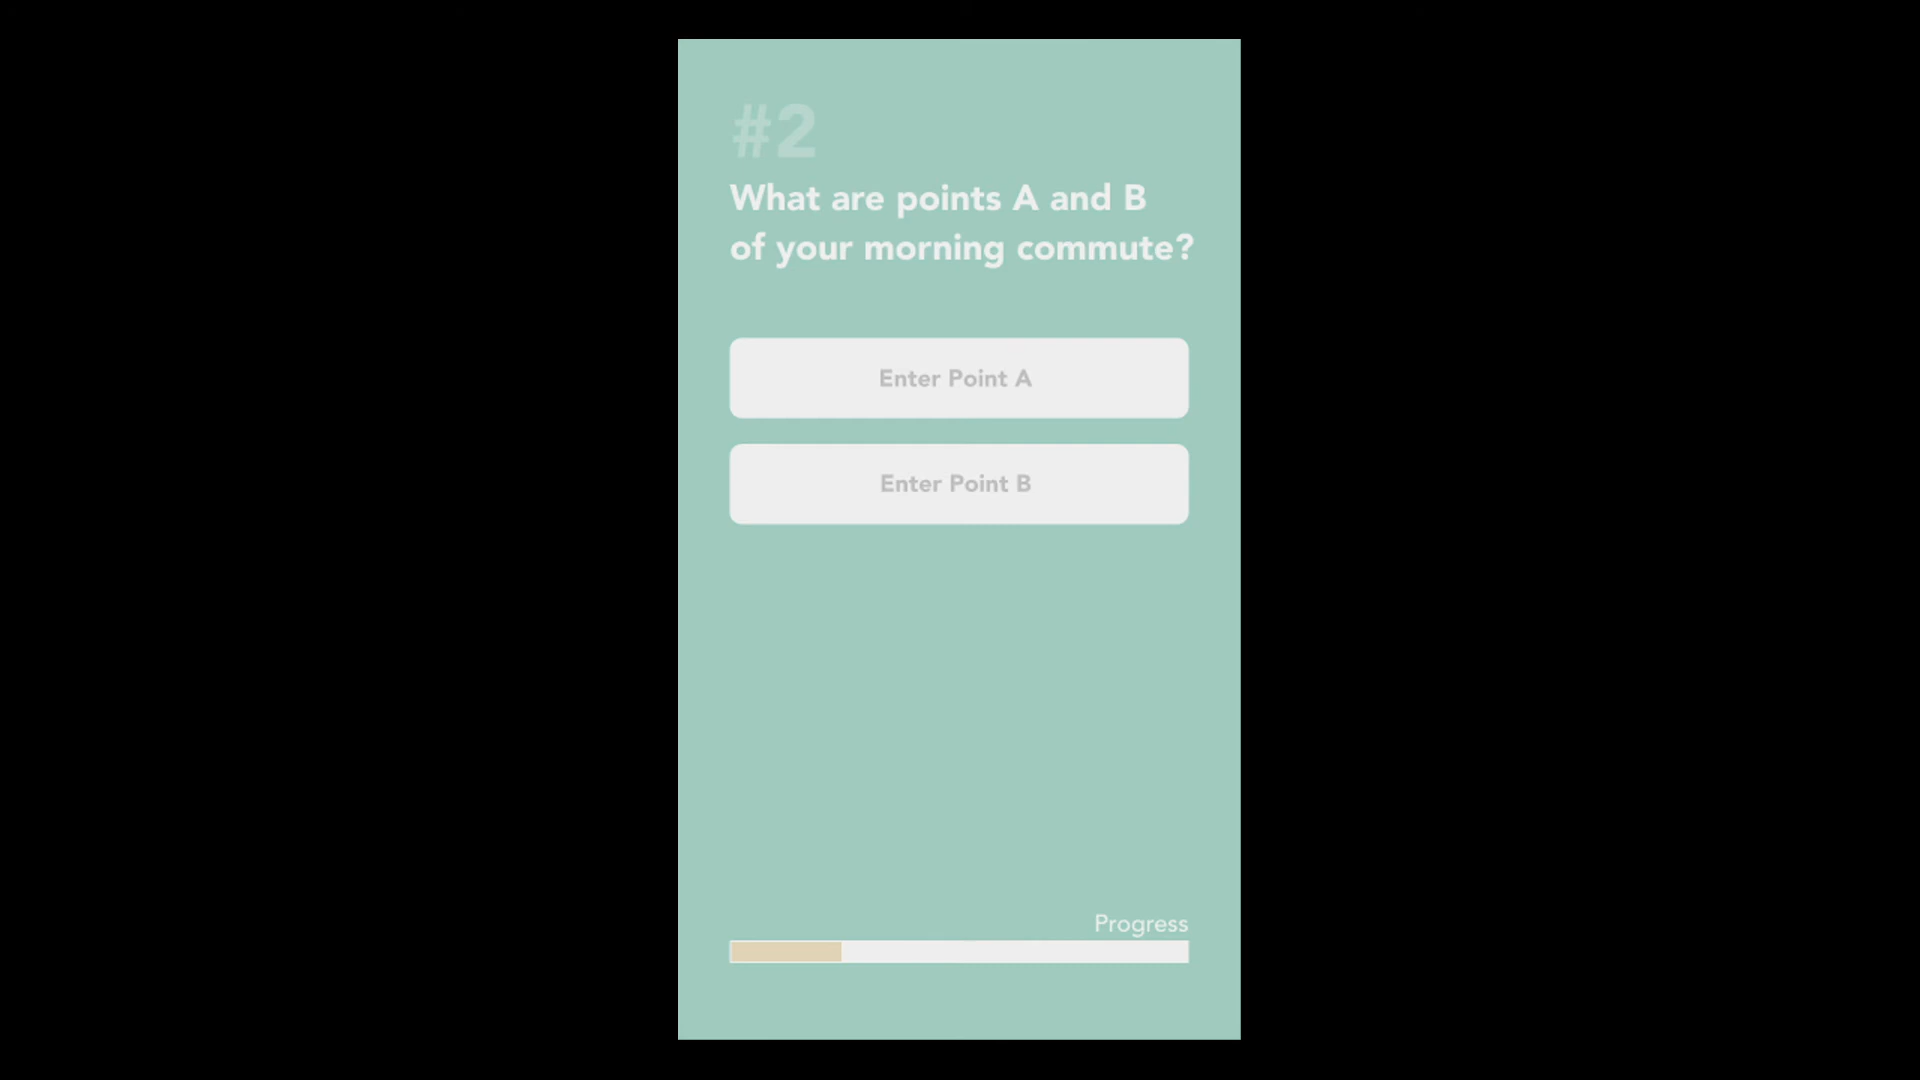 #2
What are points A and B
of your morning commute?
Enter Point A
Enter Point B
Progress